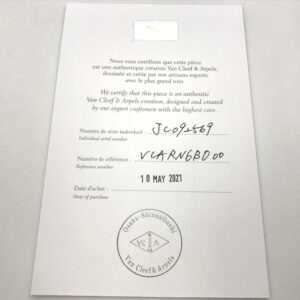 Nous vous certifions que cette pièce
est une authentique création Van Cleef & Arpels,
dessinée et créée par nos artisans experts
avec le plus grand soin.
We certify that this piece is an authentic
Van Cleef & Arpels creation, designed and created
by our expert craftsmen with the highest care.
Numéro de série individuel : JC092569
Individual serial number
Numéro de référence : VCARN6BO00
Reference number
10 MAY 2021
Date d'achat :
Date of purchase
Osaka-Shinsaibashi
VC A
Van Cleef & Arpels